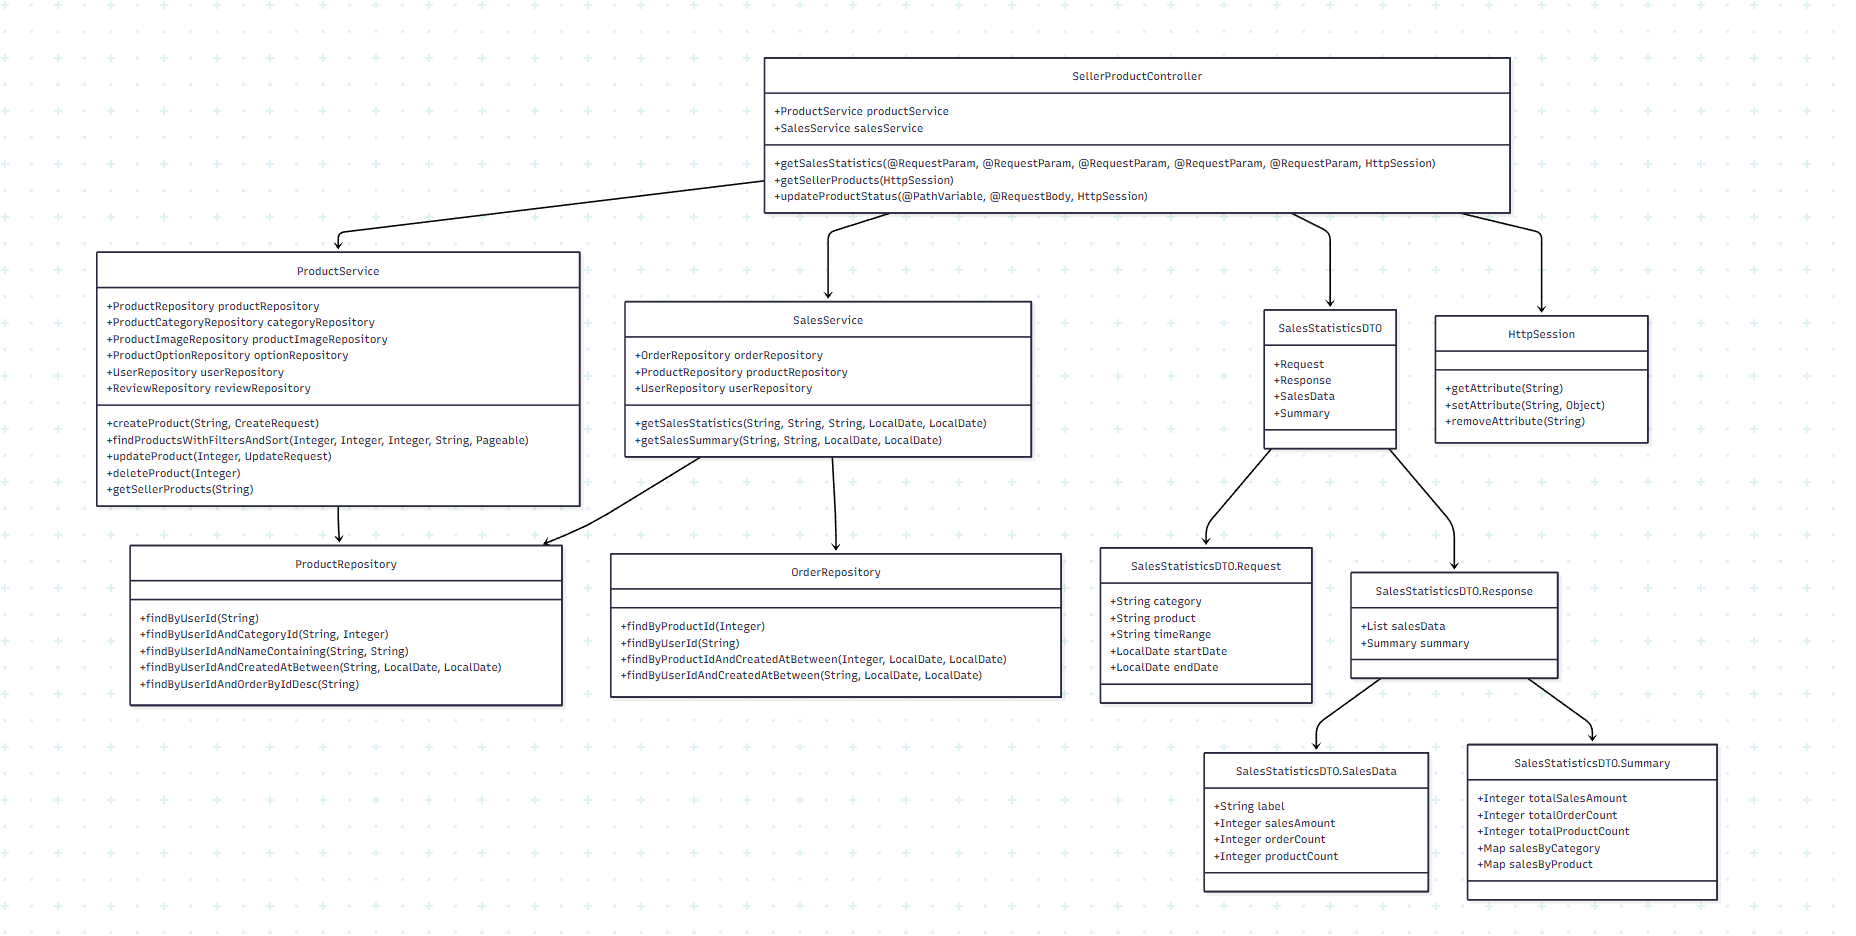 SellerProductController
+ProductService productService
+SalesService salesService
+getSalesStatistics(@RequestParam, @RequestParam, @RequestParam, @RequestParam, @RequestParam, HttpSession)
+getSellerProducts(HttpSession)
+updateProductStatus(@PathVariable, @RequestBody, HttpSession)
ProductService
+ProductRepository productRepository
+ProductCategoryRepository categoryRepository
+ProductImageRepository productImageRepository
+ProductOptionRepository optionRepository
+UserRepository userRepository
+ReviewRepository reviewRepository
+createProduct(String, CreateRequest)
+findProductsWithFiltersAndSort(Integer, Integer, Integer, String, Pageable)
+updateProduct(Integer, UpdateRequest)
+deleteProduct(Integer)
+getSellerProducts(String)
SalesService
+OrderRepository orderRepository
+ProductRepository productRepository
+UserRepository userRepository
+getSalesStatistics(String, String, String, LocalDate, LocalDate)
+getSalesSummary(String, String, LocalDate, LocalDate)
SalesStatisticsDTO
+Request
+Response
+SalesData
+Summary
HttpSession
+getAttribute(String)
+setAttribute(String, Object)
+removeAttribute(String)
ProductRepository
+findByUserId(String)
+findByUserIdAndCategoryId(String, Integer)
+findByUserIdAndNameContaining(String, String)
+findByUserIdAndCreatedAtBetween(String, LocalDate, LocalDate)
+findByUserIdAndOrderByIdDesc(String)
OrderRepository
+findByProductId(Integer)
+findByUserId(String)
+findByProductIdAndCreatedAtBetween(Integer, LocalDate, LocalDate)
+findByUserIdAndCreatedAtBetween(String, LocalDate, LocalDate)
SalesStatisticsDTO.Request
+String category
+String product
+String timeRange
+LocalDate startDate
+LocalDate endDate
SalesStatisticsDTO.Response
+List salesData
+Summary summary
SalesStatisticsDTO.SalesData
+String label
+Integer salesAmount
+Integer orderCount
+Integer productCount
SalesStatisticsDTO.Summary
+Integer totalSalesAmount
+Integer totalOrderCount
+Integer totalProductCount
+Map salesByCategory
+Map salesByProduct